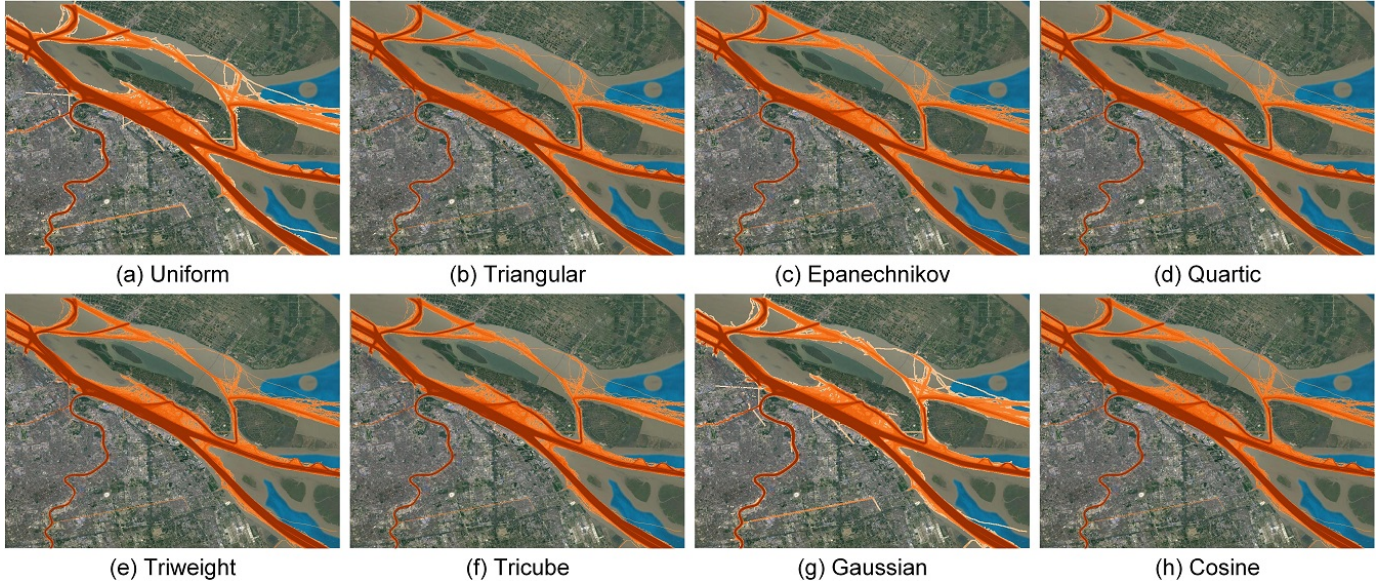 (a) Uniform
(b) Triangular
(c) Epanechnikov
(d) Quartic
(e) Triweight
(f) Tricube
(g) Gaussian
(h) Cosine